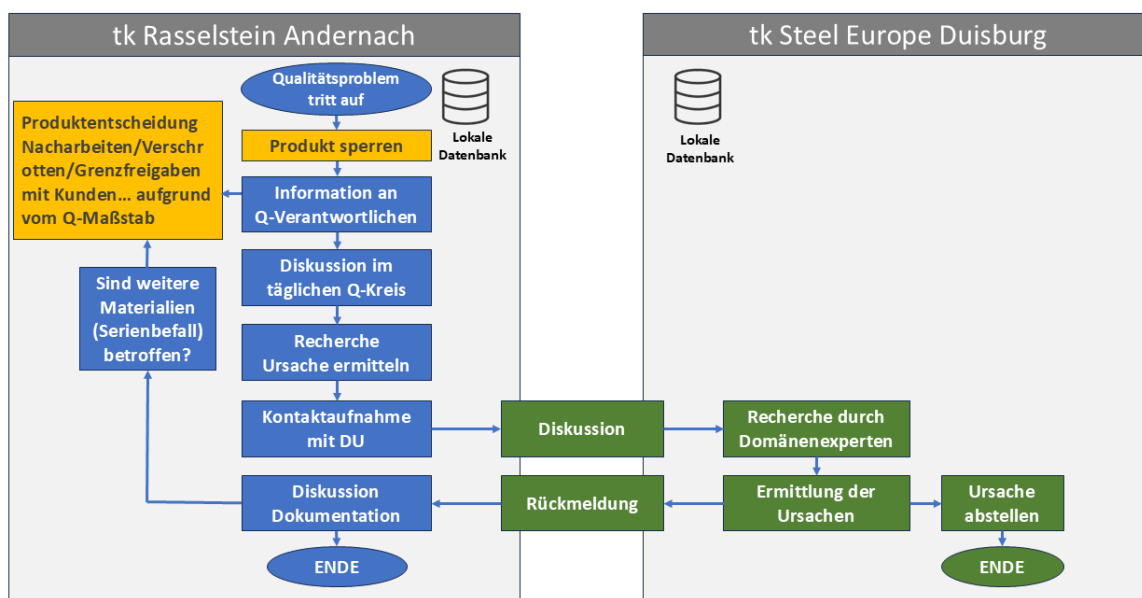 tk Rasselstein Andernach
tk Steel Europe Duisburg
Qualitätsproblem
tritt auf
Lokale
Datenbank
Lokale
Datenbank
Produktentscheidung
Nacharbeiten/Verschr
otten/Grenzfreigaben
mit Kunden... aufgrund
vom Q-Maßstab
Produkt sperren
Information an
Q-Verantwortlichen
Diskussion im
täglichen Q-Kreis
Sind weitere
Materialien
(Serienbefall)
betroffen?
Recherche
Ursache ermitteln
Kontaktaufnahme
mit DU
Diskussion
Recherche durch
Domänenexperten
Diskussion
Dokumentation
Rückmeldung
Ermittlung der
Ursachen
Ursache
abstellen
ENDE
ENDE